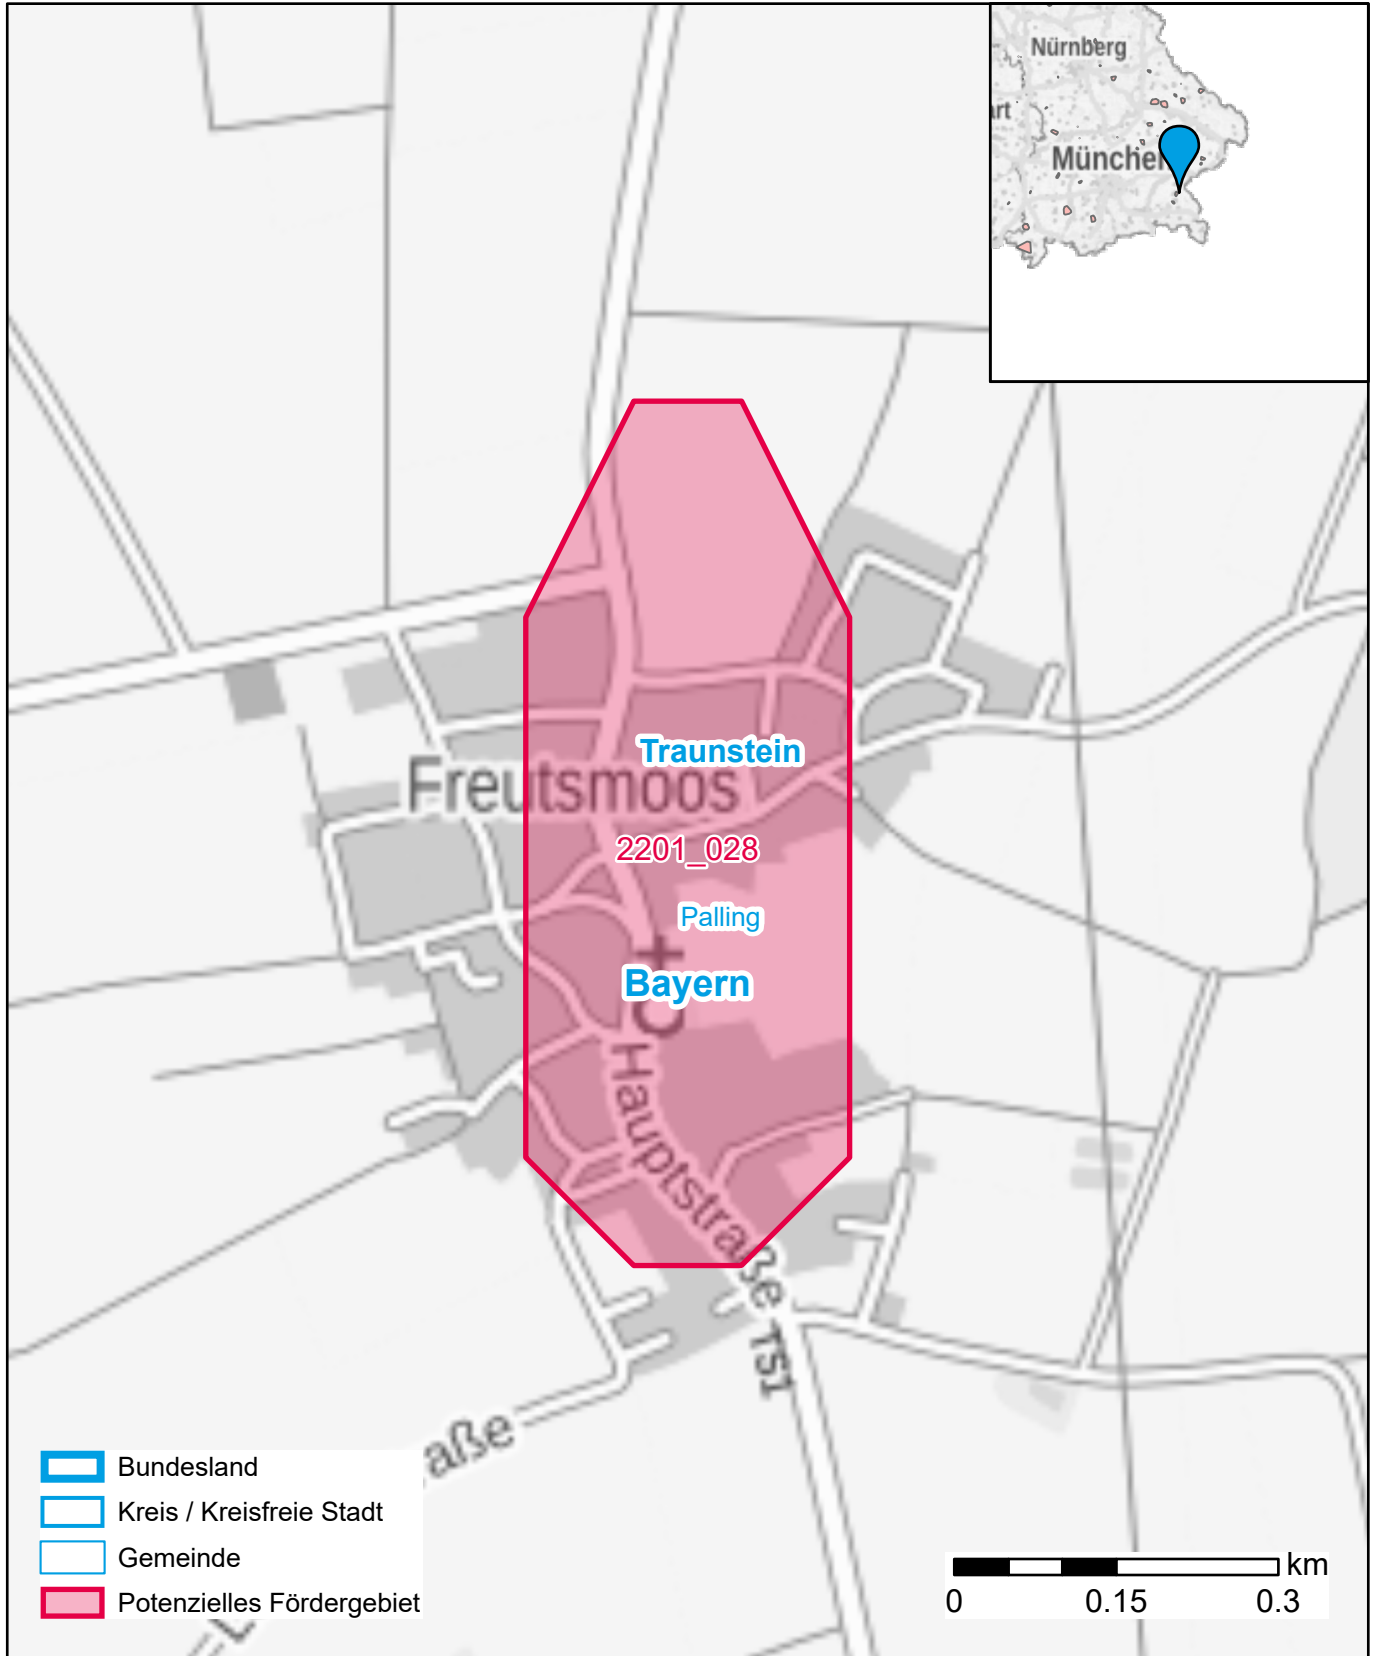 Nürnberg
rt
Münche
Traunstein
Freutsmoos
2201_028
Palling
Bayern
Hauptstraße
TS1
aße
Bundesland
Kreis / Kreisfreie Stadt
Gemeinde
Potenzielles Fördergebiet
km
0 0.15 0.3